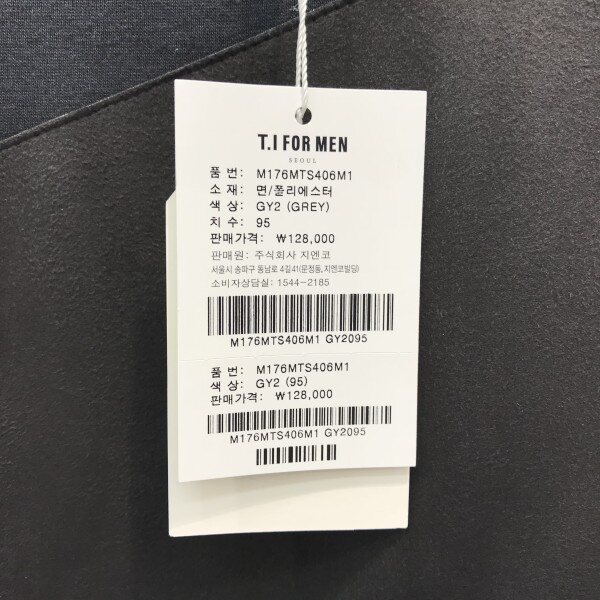 T.I FOR MEN
SEOUL
품 번: M176MTS406M1
소 재: 면/폴리에스터
색 상: GY2 (GREY)
치 수: 95
판매가격: ₩128,000
판매원: 주식회사 지엔코
서울시 송파구 동남로 4길41(문정동,지엔코빌딩)
소비자상담실: 1544-2185
M176MTS406M1 GY2095
품 번: M176MTS406M1
색 상: GY2 (95)
판매가격: ₩128,000
M176MTS406M1 GY2095